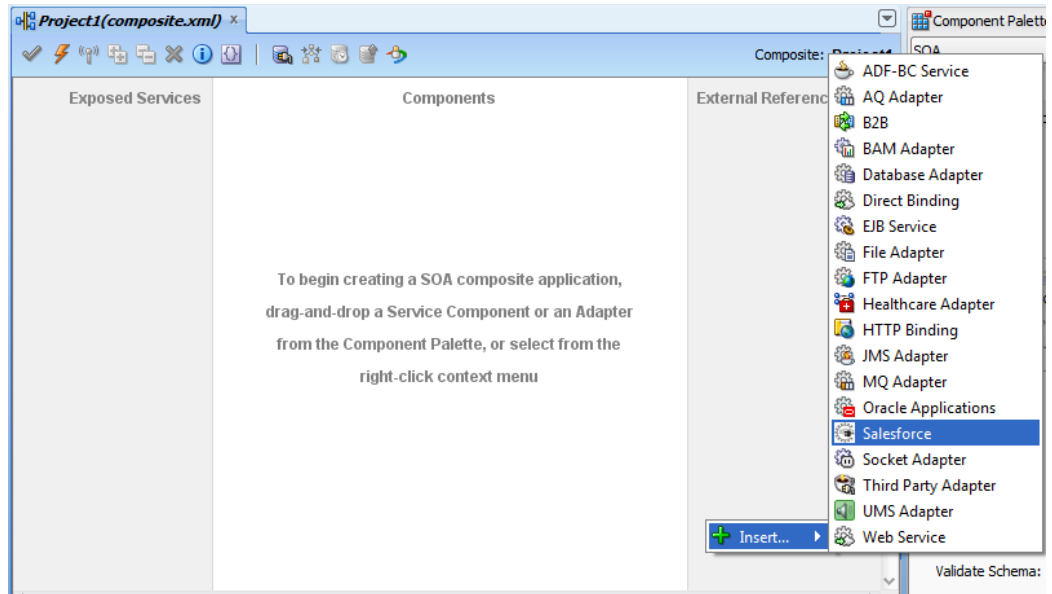 Project1(composite.xml) x
Component Palett
Composite:
SOA
Exposed Services
Components
External Referenc
To begin creating a SOA composite application,
drag-and-drop a Service Component or an Adapter
from the Component Palette, or select from the
right-click context menu
Insert...
ADF-BC Service
AQ Adapter
B2B
BAM Adapter
Database Adapter
Direct Binding
EJB Service
File Adapter
FTP Adapter
Healthcare Adapter
HTTP Binding
JMS Adapter
MQ Adapter
Oracle Applications
Salesforce
Socket Adapter
Third Party Adapter
UMS Adapter
Web Service
Validate Schema: